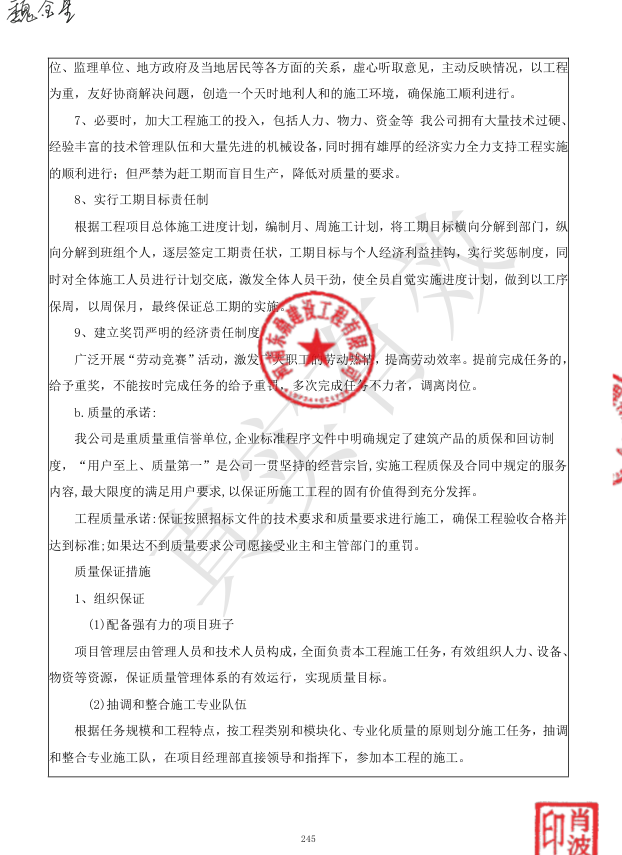 魏金星
位、监理单位、地方政府及当地居民等各方面的关系，虚心听取意见，主动反映情况，以工程
为重，友好协商解决问题，创造一个天时地利人和的施工环境，确保施工顺利进行。
7、必要时，加大工程施工的投入，包括人力、物力、资金等 我公司拥有大量技术过硬、
经验丰富的技术管理队伍和大量先进的机械设备,同时拥有雄厚的经济实力全力支持工程实施
的顺利进行；但严禁为赶工期而盲目生产，降低对质量的要求。
8、实行工期目标责任制
根据工程项目总体施工进度计划，编制月、周施工计划，将工期目标横向分解到部门，纵
向分解到班组个人，逐层签定工期责任状，工期目标与个人经济利益挂钩，实行奖惩制度，同
时对全体施工人员进行计划交底，激发全体人员干劲，使全员自觉实施进度计划，做到以工序
保周，以周保月，最终保证总工期的实施。
9、建立奖罚严明的经济责任制度
广泛开展“劳动竞赛”活动，激发广大职工的劳动热情，提高劳动效率。提前完成任务的，
给予重奖，不能按时完成任务的给予重罚，多次完成任务不力者，调离岗位。
b.质量的承诺:
我公司是重质量重信誉单位,企业标准程序文件中明确规定了建筑产品的质保和回访制
度，“用户至上、质量第一”是公司一贯坚持的经营宗旨,实施工程质保及合同中规定的服务
内容,最大限度的满足用户要求,以保证所施工工程的固有价值得到充分发挥。
工程质量承诺:保证按照招标文件的技术要求和质量要求进行施工，确保工程验收合格并
达到标准;如果达不到质量要求公司愿接受业主和主管部门的重罚。
质量保证措施
1、组织保证
(1)配备强有力的项目班子
项目管理层由管理人员和技术人员构成,全面负责本工程施工任务，有效组织人力、设备、
物资等资源，保证质量管理体系的有效运行，实现质量目标。
(2)抽调和整合施工专业队伍
根据任务规模和工程特点，按工程类别和模块化、专业化质量的原则划分施工任务，抽调
和整合专业施工队，在项目经理部直接领导和指挥下，参加本工程的施工。
真实有效
东鼎建设工程有限公司
肖波印
245